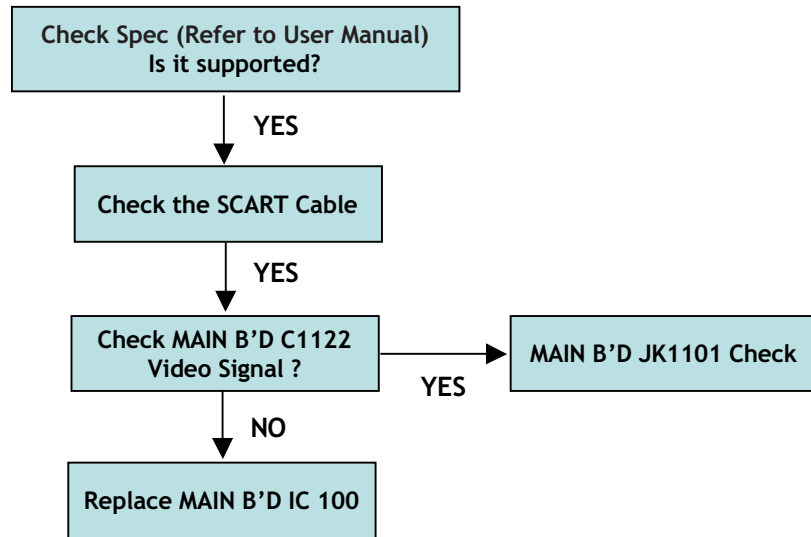 Check Spec (Refer to User Manual)
Is it supported?
YES
Check the SCART Cable
YES
Check MAIN B’D C1122
Video Signal ?
YES
MAIN B’D JK1101 Check
NO
Replace MAIN B’D IC 100